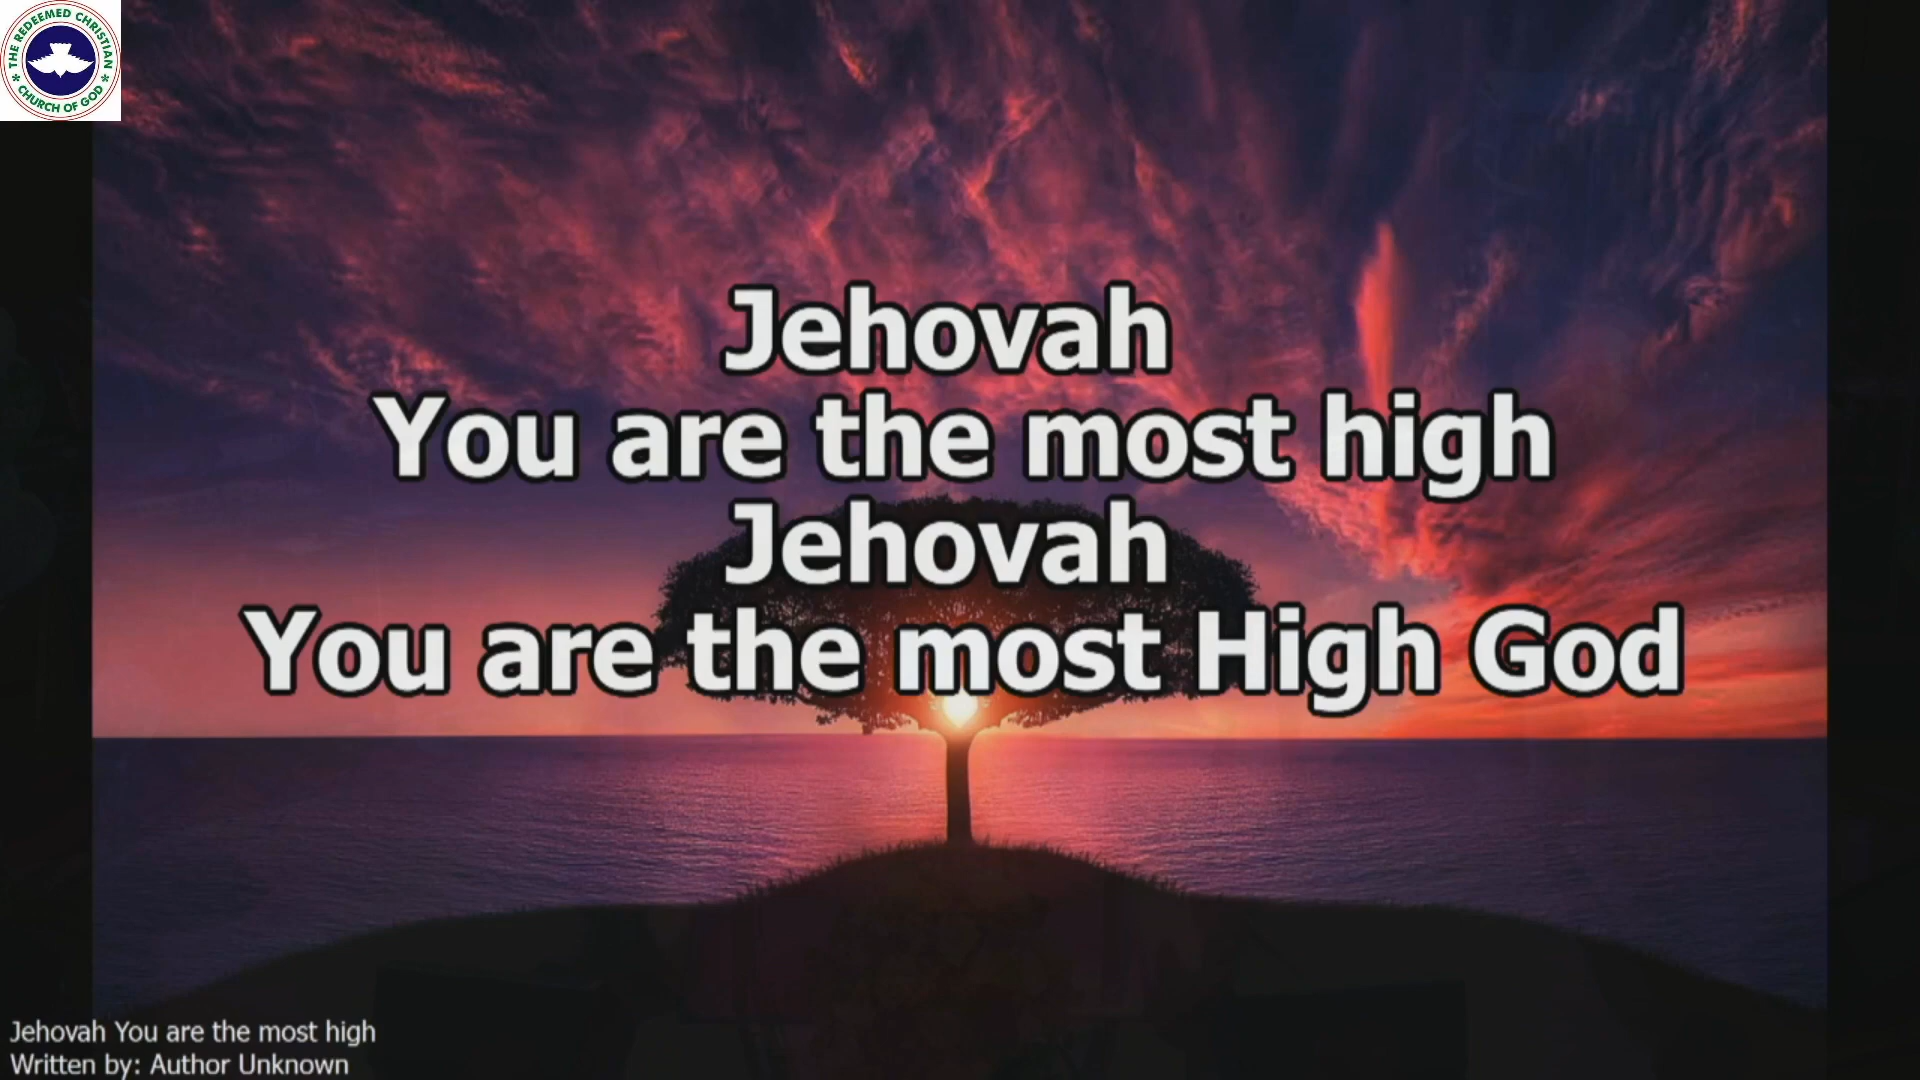 THE REDEEMED CHRISTIAN
CHURCH OF GOD
Jehovah
You are the most high
Jehovah
You are the most High God
Jehovah You are the most high
Written by: Author Unknown